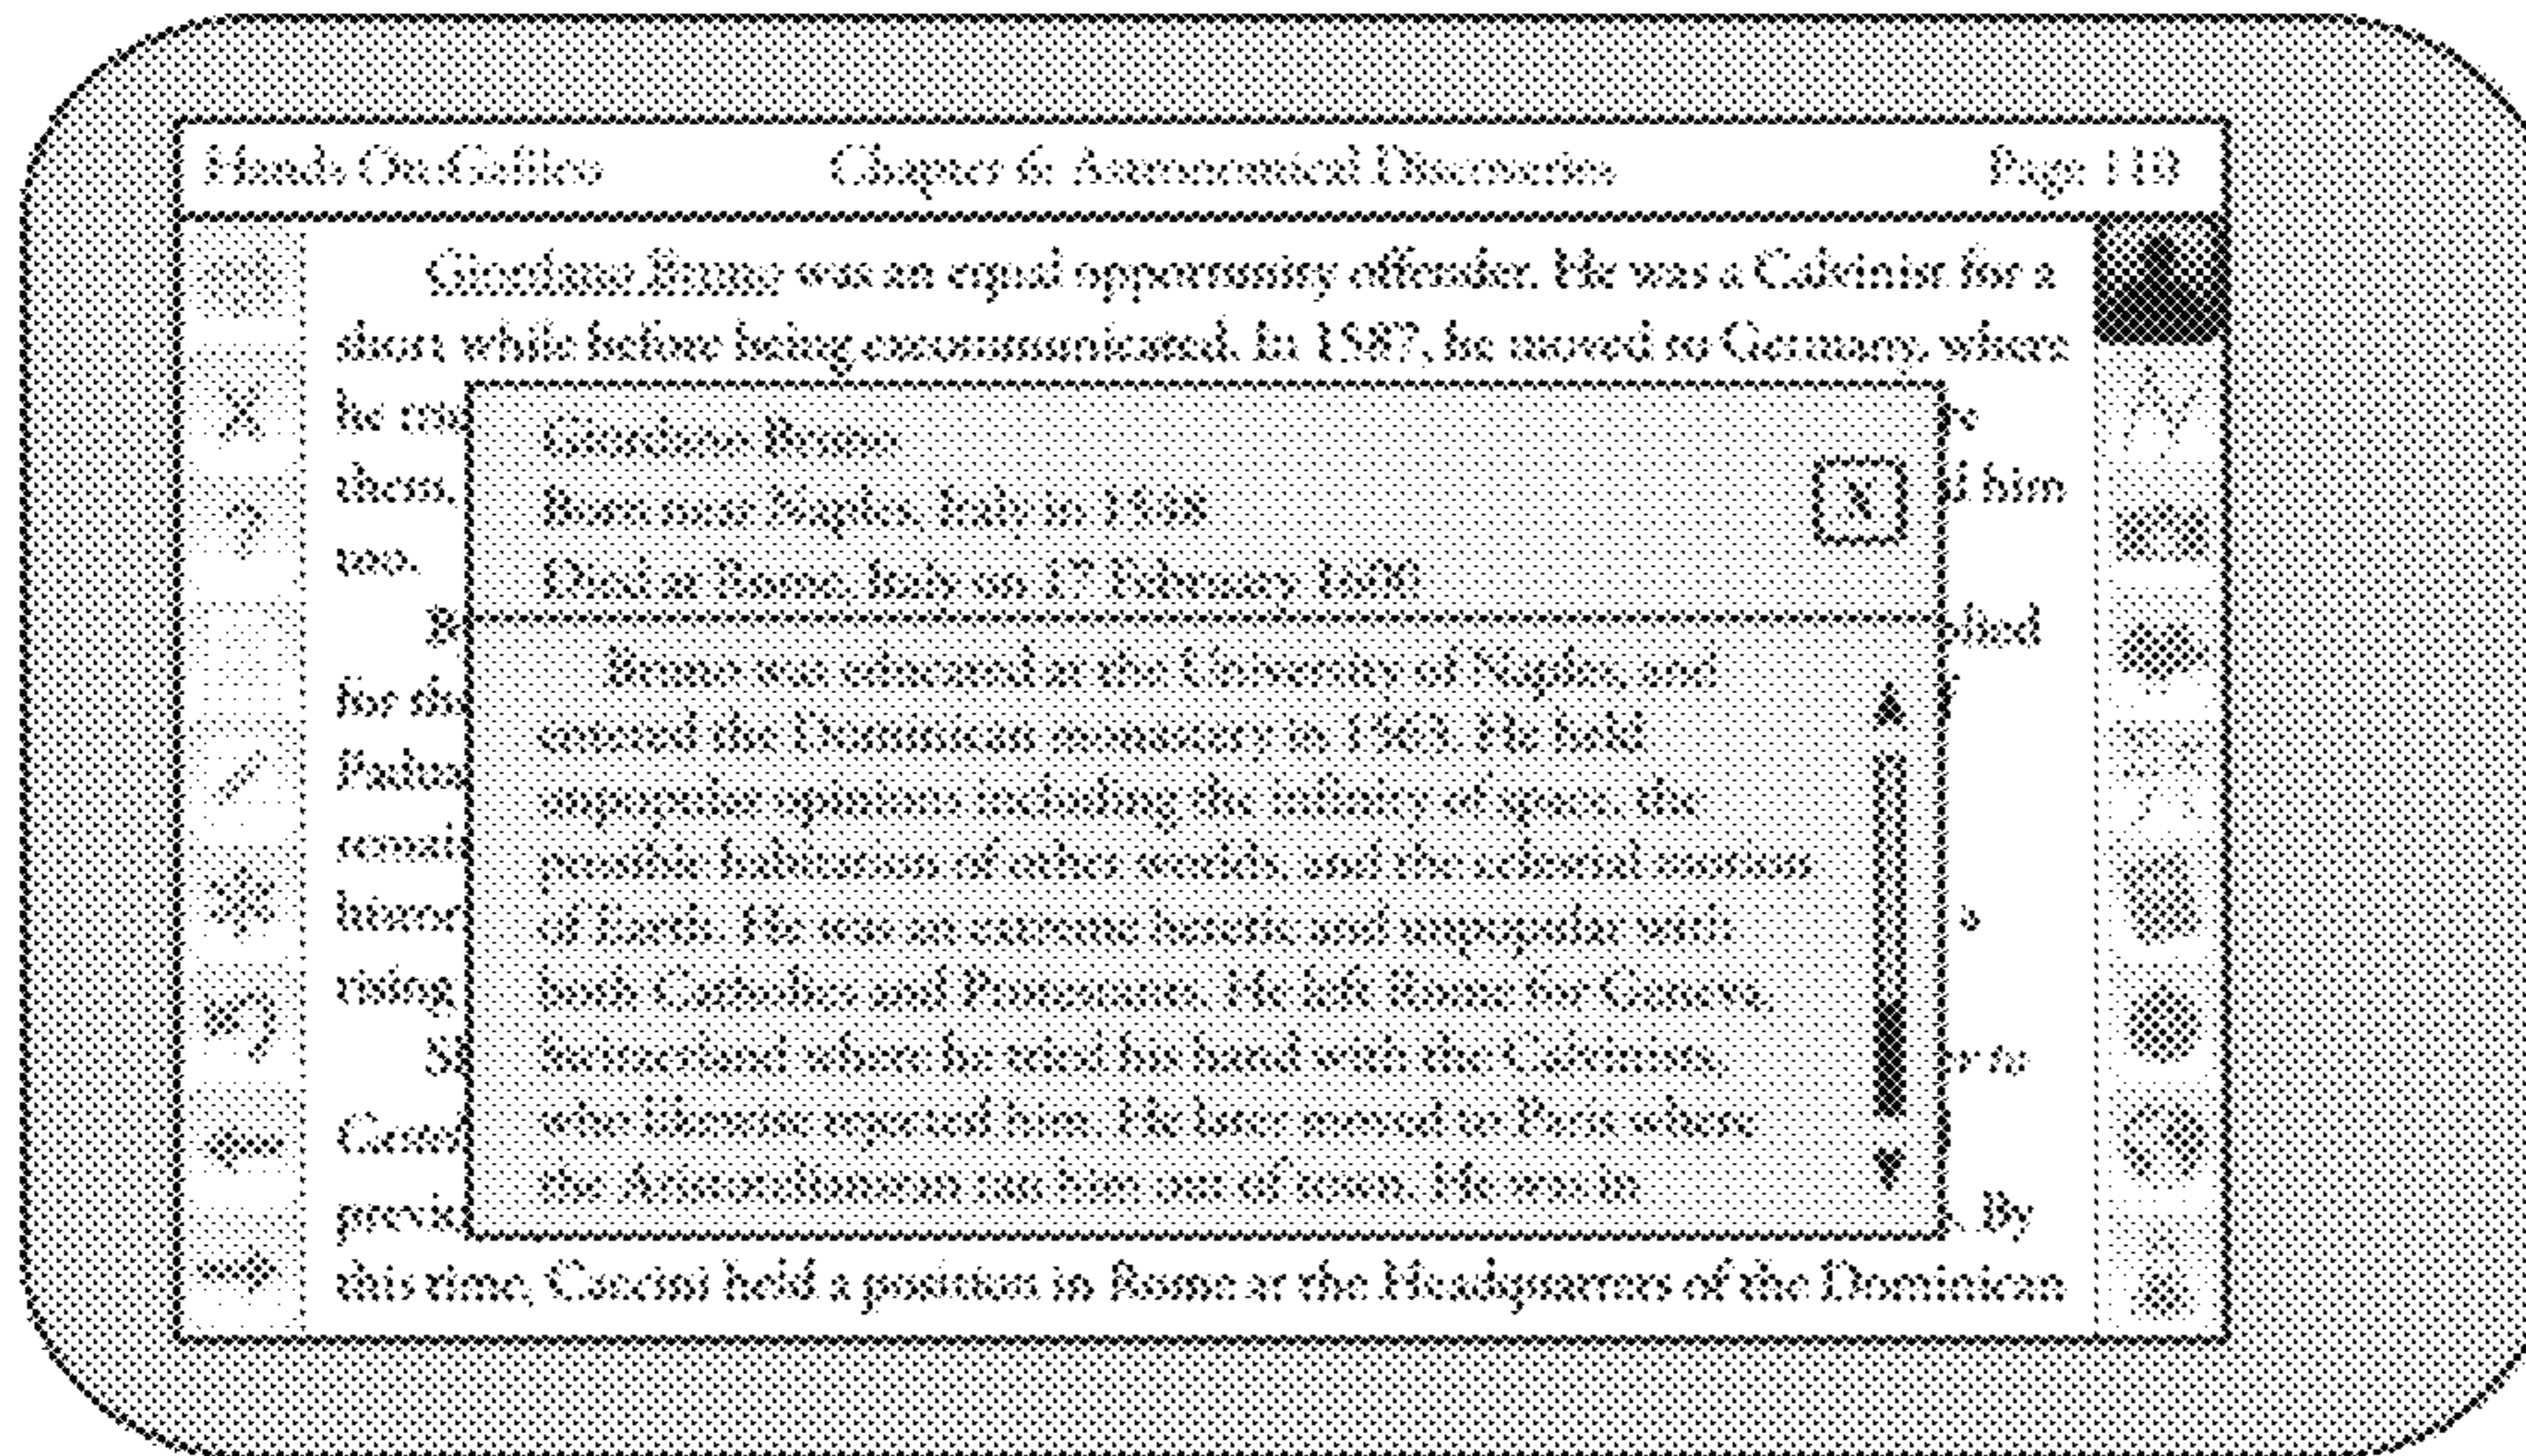 Hands On Galileo
Chapter 6: Astronomical Discoveries
Page 110
Giordano Bruno was an equal opportunity offender. He was a Calvinist for a
short while before being excommunicated. In 1587, he moved to Germany, where
he
them, him
too.
for
Padua
rising
Giordano Bruno
Born near Naples, Italy in 1548
Died at Rome, Italy on 17 February 1600
X
Bruno was educated at the University of Naples, and
entered the Dominican monastery in 1563. He held
unpopular opinions including the infinity of space, the
possible habitation of other worlds, and the celestial motion
of Earth. He was an extreme heretic and unpopular with
both Catholics and Protestants. He left Rome for Geneva,
Switzerland where he tried his hand with the Calvinists,
who likewise rejected him. He later moved to Paris where
the Aristotelians ran him out of town. He was in
By
this time, Caccini held a position in Rome at the Headquarters of the Dominican